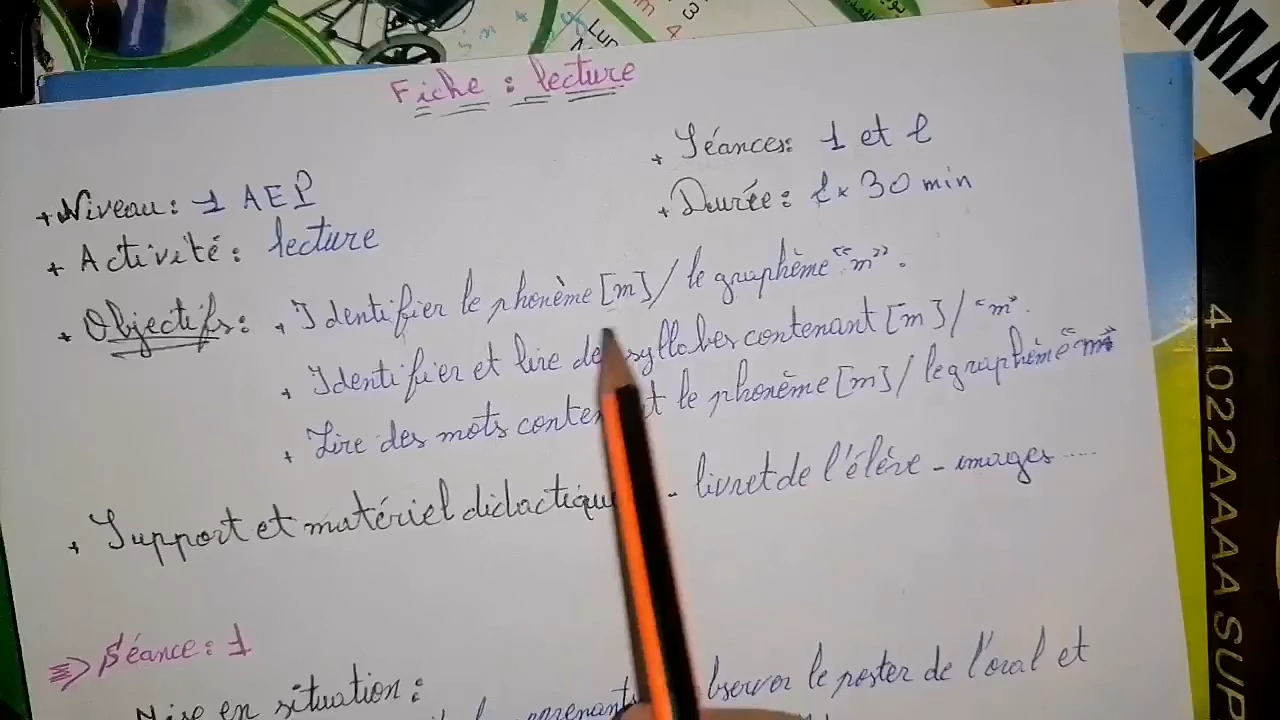 Fiche : lecture
+ Séances: 1 et 2
+ Niveau: 1 AEP
+ Durée: 2 x 30 min
+ Activité: lecture
+ Objectifs: + Identifier le phonème [m] / le graphème "m".
+ Identifier et lire des syllabes contenant [m] / "m".
+ Lire des mots le phonème [m] / le graphème "m"
+ Support et matériel didactique - livret de l'élève - images ....
⇒ Séance: 1
Mise en situation:
observer le poster de l'oral et
41022AAAA SUP